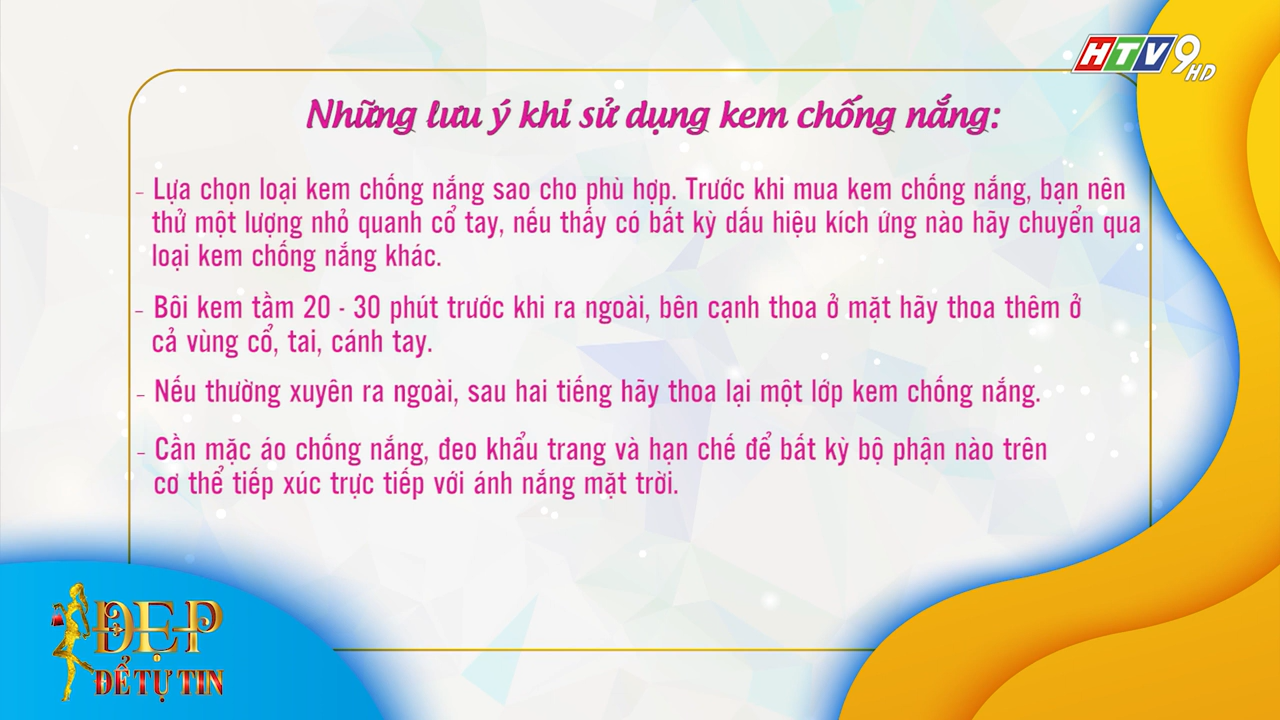 HTV9 HD
Những lưu ý khi sử dụng kem chống nắng:
- Lựa chọn loại kem chống nắng sao cho phù hợp. Trước khi mua kem chống nắng, bạn nên
thử một lượng nhỏ quanh cổ tay, nếu thấy có bất kỳ dấu hiệu kích ứng nào hãy chuyển qua
loại kem chống nắng khác.
- Bôi kem tầm 20 - 30 phút trước khi ra ngoài, bên cạnh thoa ở mặt hãy thoa thêm ở
cả vùng cổ, tai, cánh tay.
- Nếu thường xuyên ra ngoài, sau hai tiếng hãy thoa lại một lớp kem chống nắng.
- Cần mặc áo chống nắng, đeo khẩu trang và hạn chế để bất kỳ bộ phận nào trên
cơ thể tiếp xúc trực tiếp với ánh nắng mặt trời.
ĐẸP
ĐỂ TỰ TIN